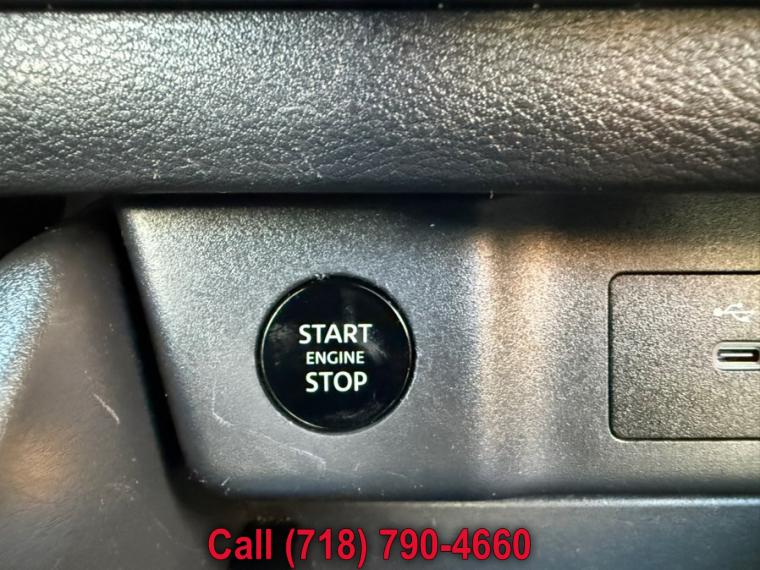 START
ENGINE
STOP
Call (718) 790-4660